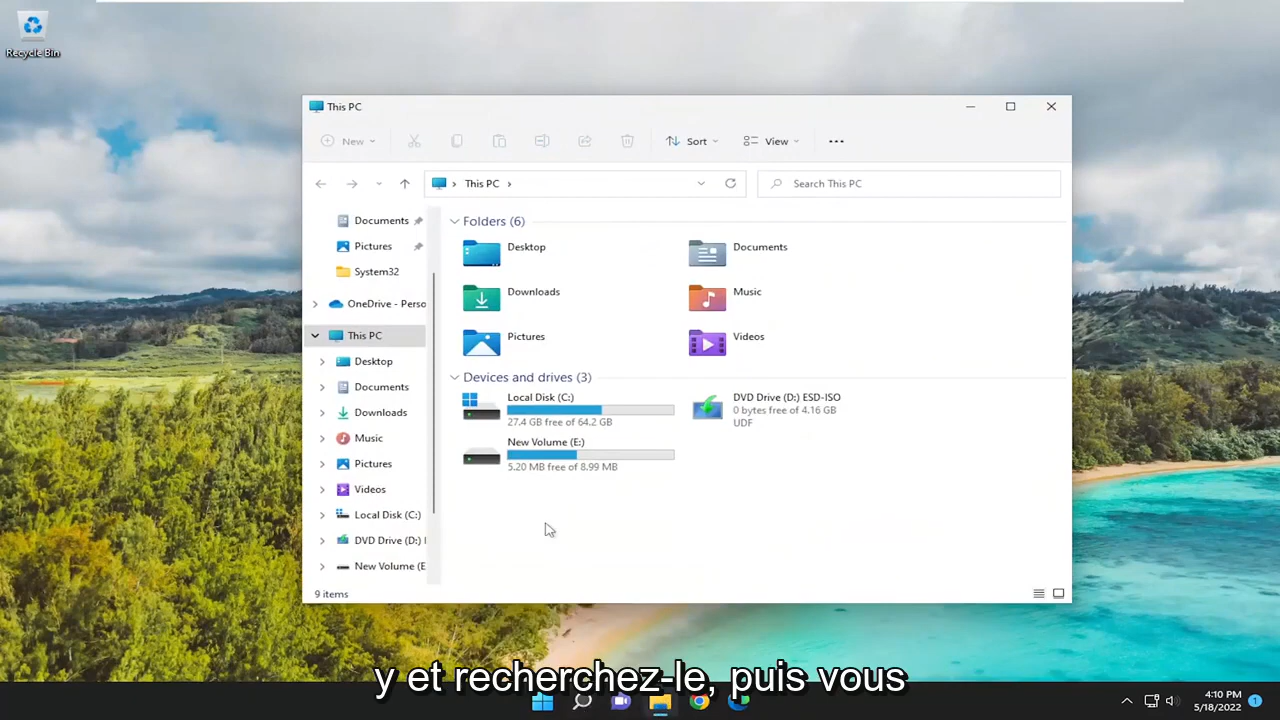 Recycle Bin
This PC
New
Sort
View
This PC
Search This PC
Documents
Pictures
System32
OneDrive - Perso
This PC
Desktop
Documents
Downloads
Music
Pictures
Videos
Local Disk (C:)
DVD Drive (D:)
New Volume (E
Folders (6)
Desktop
Documents
Downloads
Music
Pictures
Videos
Devices and drives (3)
Local Disk (C:)
27.4 GB free of 64.2 GB
DVD Drive (D:) ESD-ISO
0 bytes free of 4.16 GB
UDF
New Volume (E:)
5.20 MB free of 8.99 MB
9 items
y et recherchez-le, puis vous
4:10 PM
5/18/2022
1